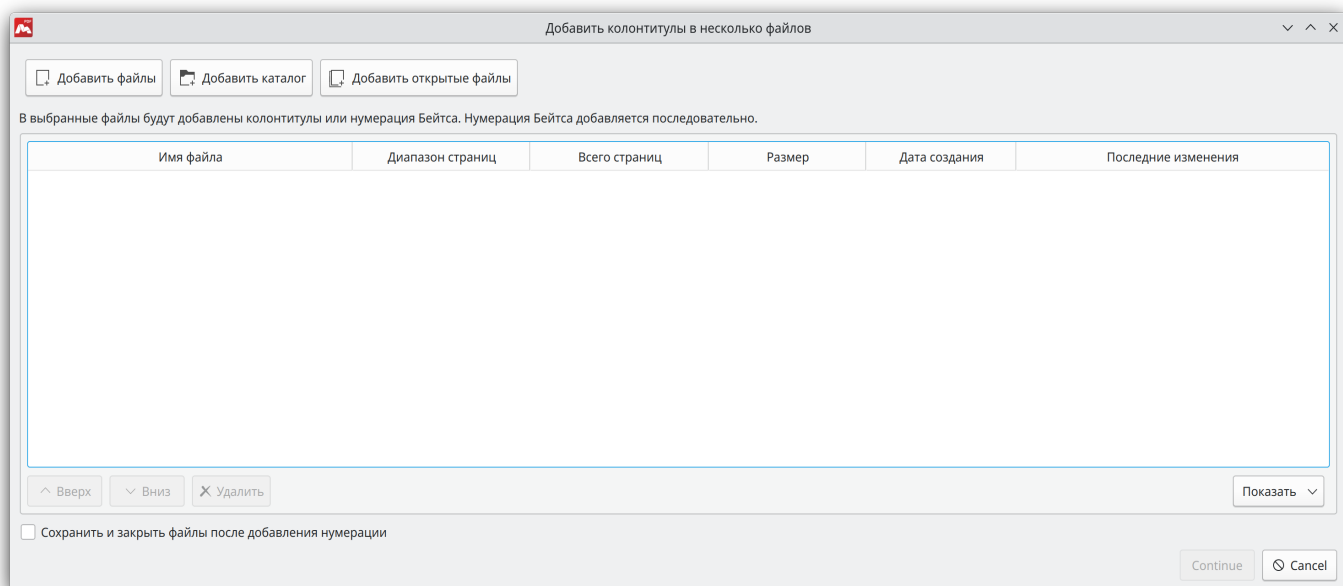 PDF
Добавить колонтитулы в несколько файлов
Добавить файлы Добавить каталог Добавить открытые файлы
В выбранные файлы будут добавлены колонтитулы или нумерация Бейтса. Нумерация Бейтса добавляется последовательно.
Имя файла Диапазон страниц Всего страниц Размер Дата создания Последние изменения
Вверх Вниз Удалить Показать
Сохранить и закрыть файлы после добавления нумерации
Continue Cancel